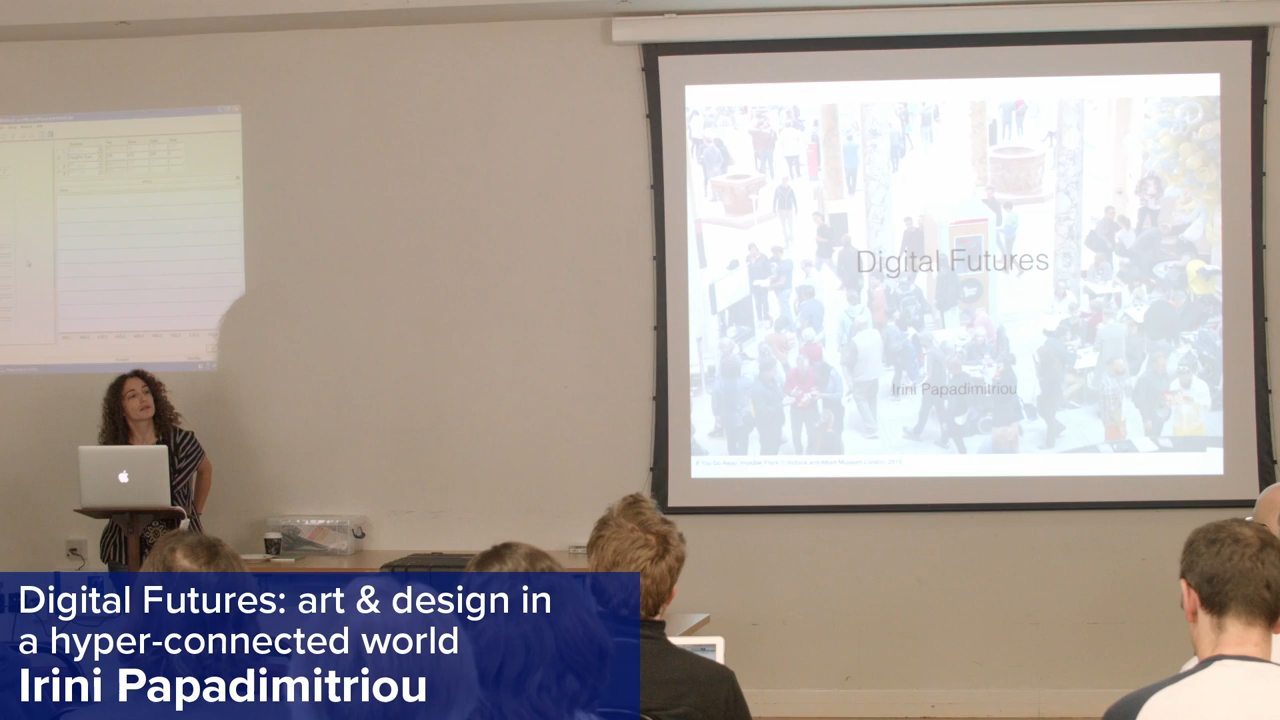 Digital Futures
Irini Papadimitriou
Digital Futures: art & design in
a hyper-connected world
Irini Papadimitriou